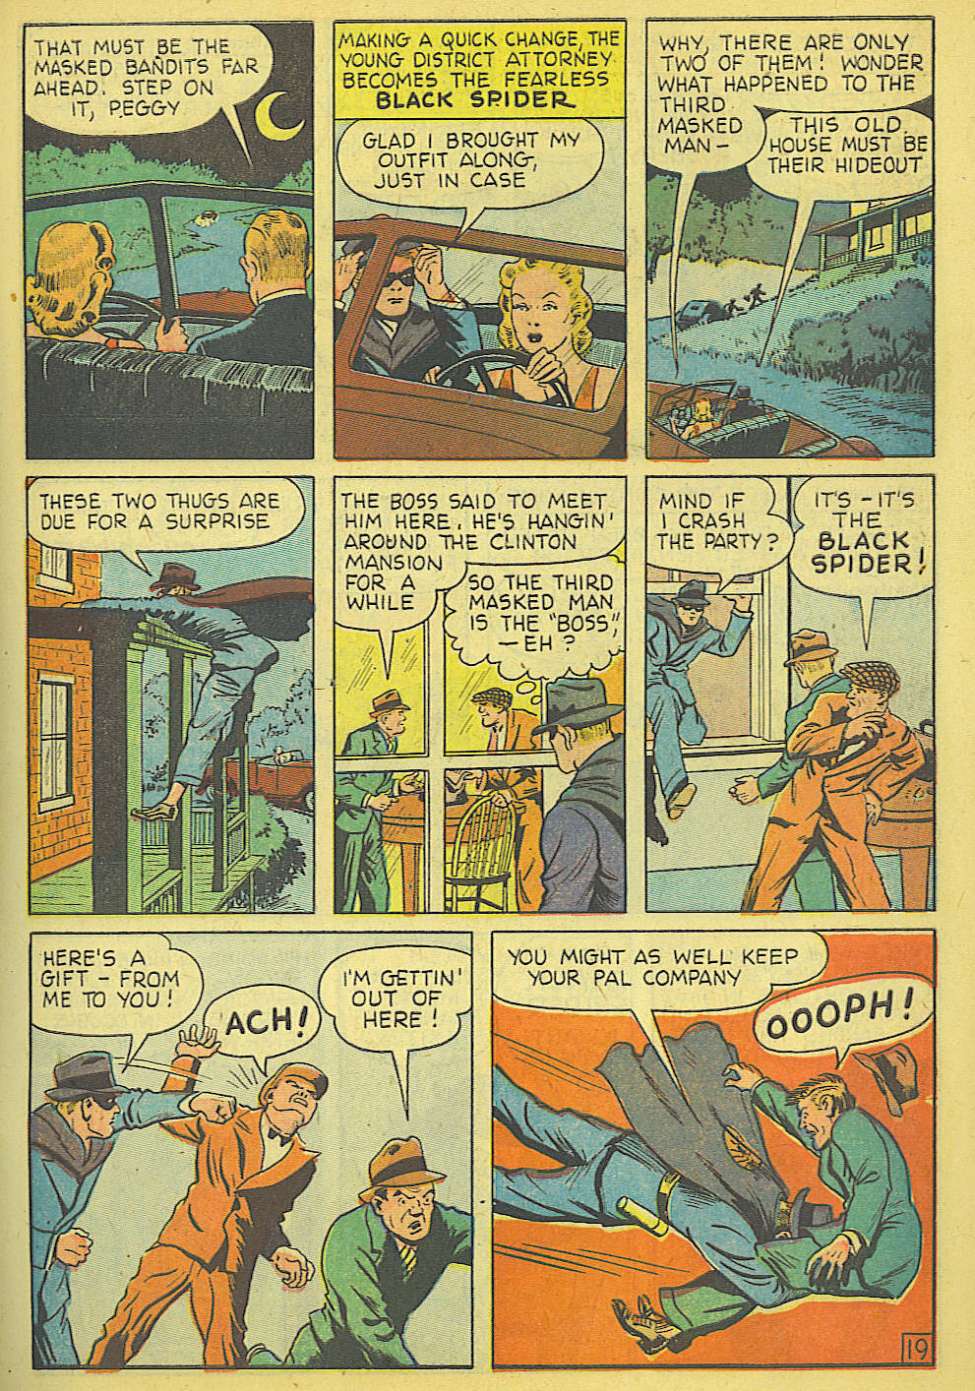 THAT MUST BE THE
MASKED BANDITS FAR
AHEAD. STEP ON
IT, PEGGY
MAKING A QUICK CHANGE, THE
YOUNG DISTRICT ATTORNEY
BECOMES THE FEARLESS
BLACK SPIDER
GLAD I BROUGHT MY
OUTFIT ALONG,
JUST IN CASE
WHY, THERE ARE ONLY
TWO OF THEM! WONDER
WHAT HAPPENED TO THE
THIRD
MASKED
MAN-
THIS OLD
HOUSE MUST BE
THEIR HIDEOUT
THESE TWO THUGS ARE
DUE FOR A SURPRISE
THE BOSS SAID TO MEET
HIM HERE. HE'S HANGIN'
AROUND THE CLINTON
MANSION
FOR A
WHILE
SO THE THIRD
MASKED MAN
IS THE "BOSS",
-EH?
MIND IF
I CRASH
THE PARTY?
IT'S-IT'S
THE
BLACK
SPIDER!
HERE'S A
GIFT-FROM
ME TO YOU!
ACH!
I'M GETTIN'
OUT OF
HERE!
YOU MIGHT AS WELL KEEP
YOUR PAL COMPANY
OOOPH!
19